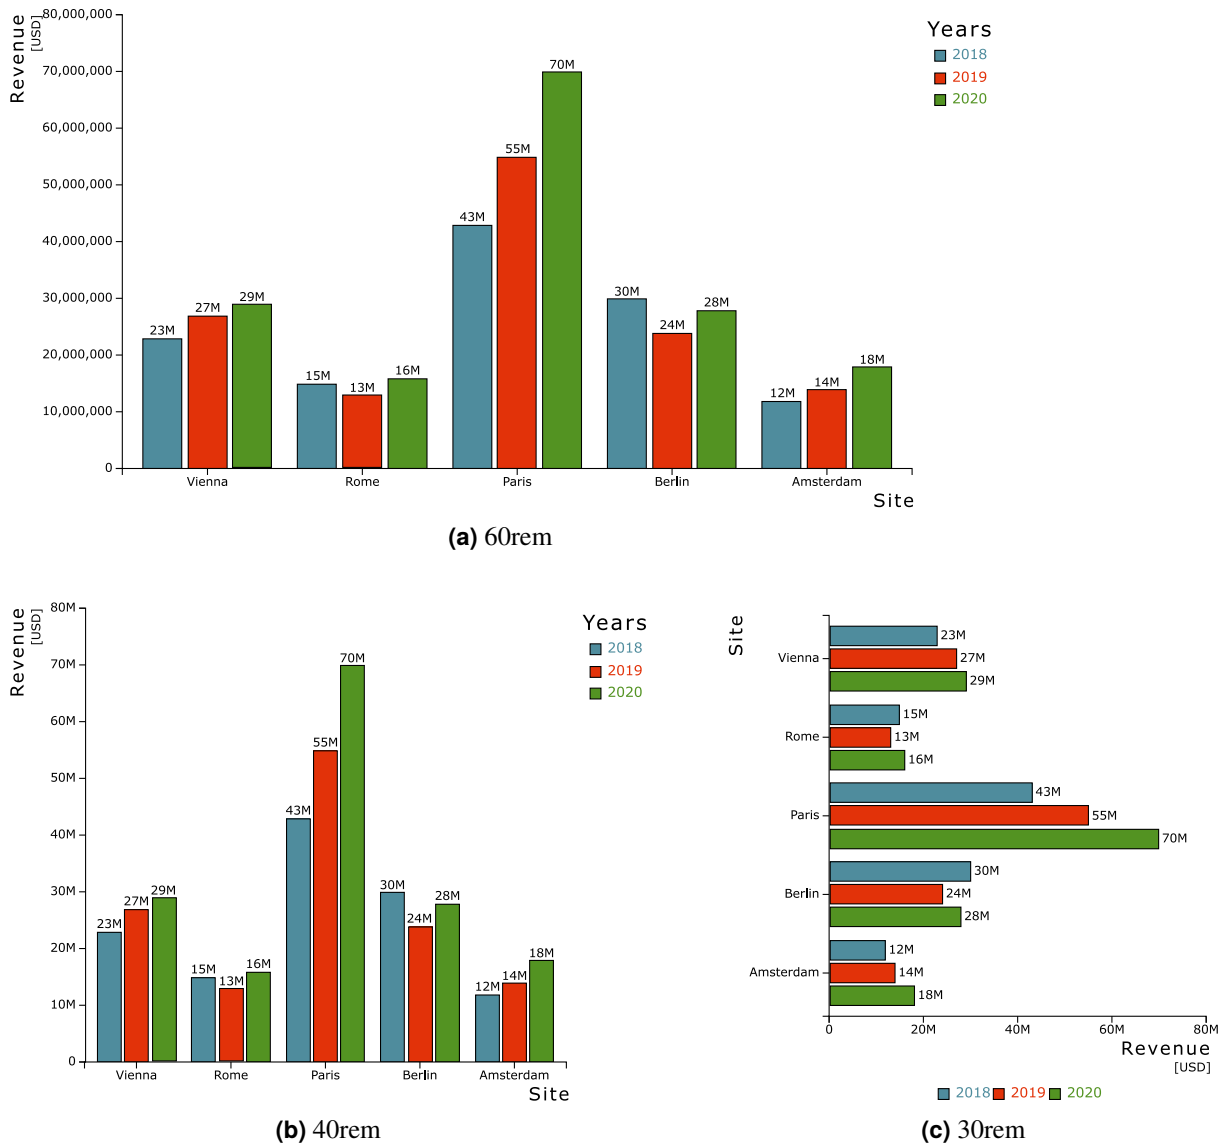 80,000,000
70,000,000
60,000,000
50,000,000
40,000,000
30,000,000
20,000,000
10,000,000
0
Revenue
[USD]
23M 27M 29M
15M 13M 16M
43M 55M 70M
30M 24M 28M
12M 14M 18M
Vienna Rome Paris Berlin Amsterdam
Site
Years
2018
2019
2020
(a) 60rem
80M
70M
60M
50M
40M
30M
20M
10M
0
Revenue
[USD]
23M 27M 29M
15M 13M 16M
43M 55M 70M
30M 24M 28M
12M 14M 18M
Vienna Rome Paris Berlin Amsterdam
Site
Years
2018
2019
2020
(b) 40rem
Site
23M
Vienna 27M
29M
15M
Rome 13M
16M
43M
Paris 55M
70M
30M
Berlin 24M
28M
12M
Amsterdam 14M
18M
0 20M 40M 60M 80M
Revenue
[USD]
2018 2019 2020
(c) 30rem